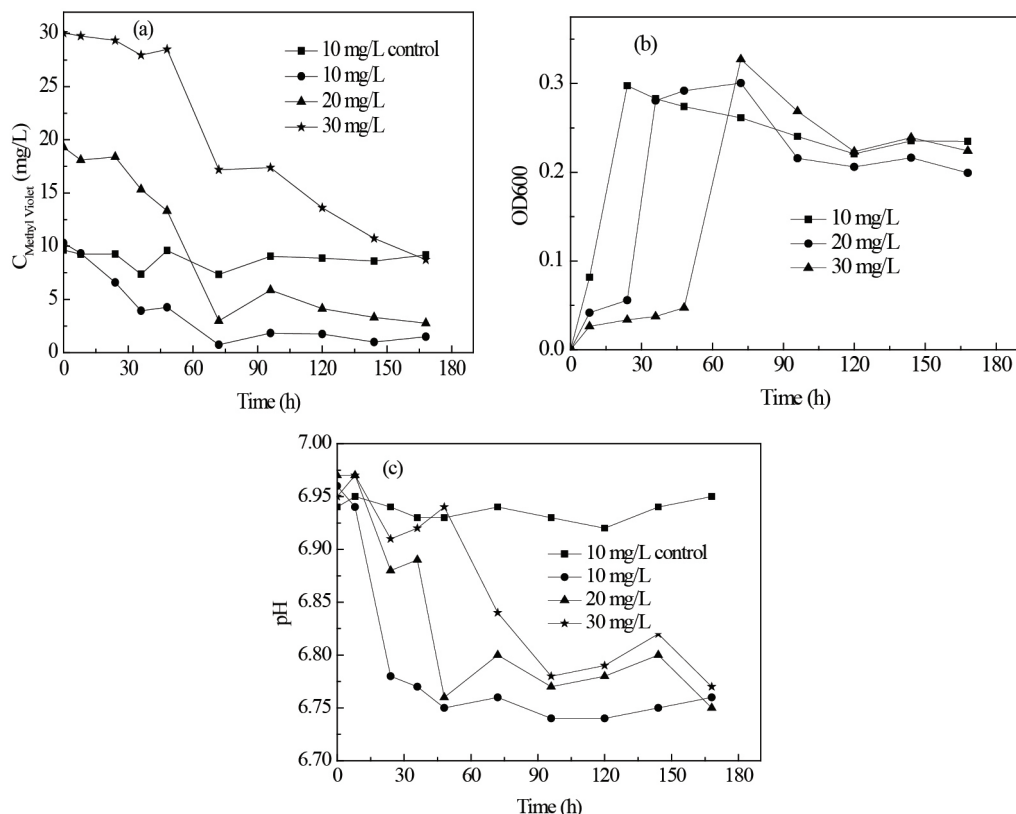 (a)
30
25
20
15
10
5
0
C Methyl Violet (mg/L)
10 mg/L control
10 mg/L
20 mg/L
30 mg/L
0 30 60 90 120 150 180
Time (h)
(b)
0.3
0.2
0.1
0.0
OD600
10 mg/L
20 mg/L
30 mg/L
0 30 60 90 120 150 180
Time (h)
(c)
7.00
6.95
6.90
6.85
6.80
6.75
6.70
pH
10 mg/L control
10 mg/L
20 mg/L
30 mg/L
0 30 60 90 120 150 180
Time (h)